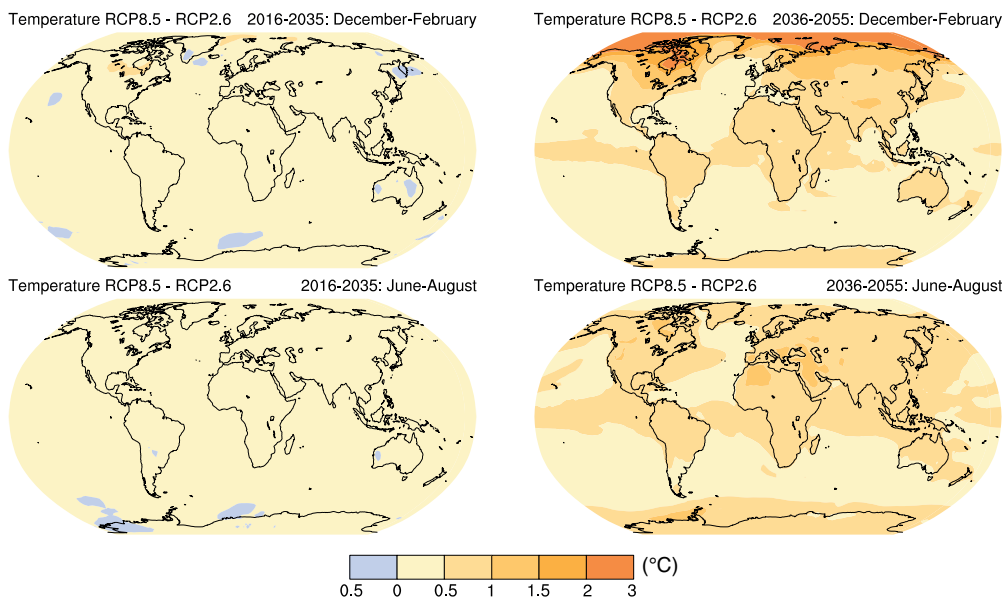 Temperature RCP8.5 - RCP2.6 2016-2035: December-February
Temperature RCP8.5 - RCP2.6 2036-2055: December-February
Temperature RCP8.5 - RCP2.6 2016-2035: June-August
Temperature RCP8.5 - RCP2.6 2036-2055: June-August
(°C)
0.5 0 0.5 1 1.5 2 3